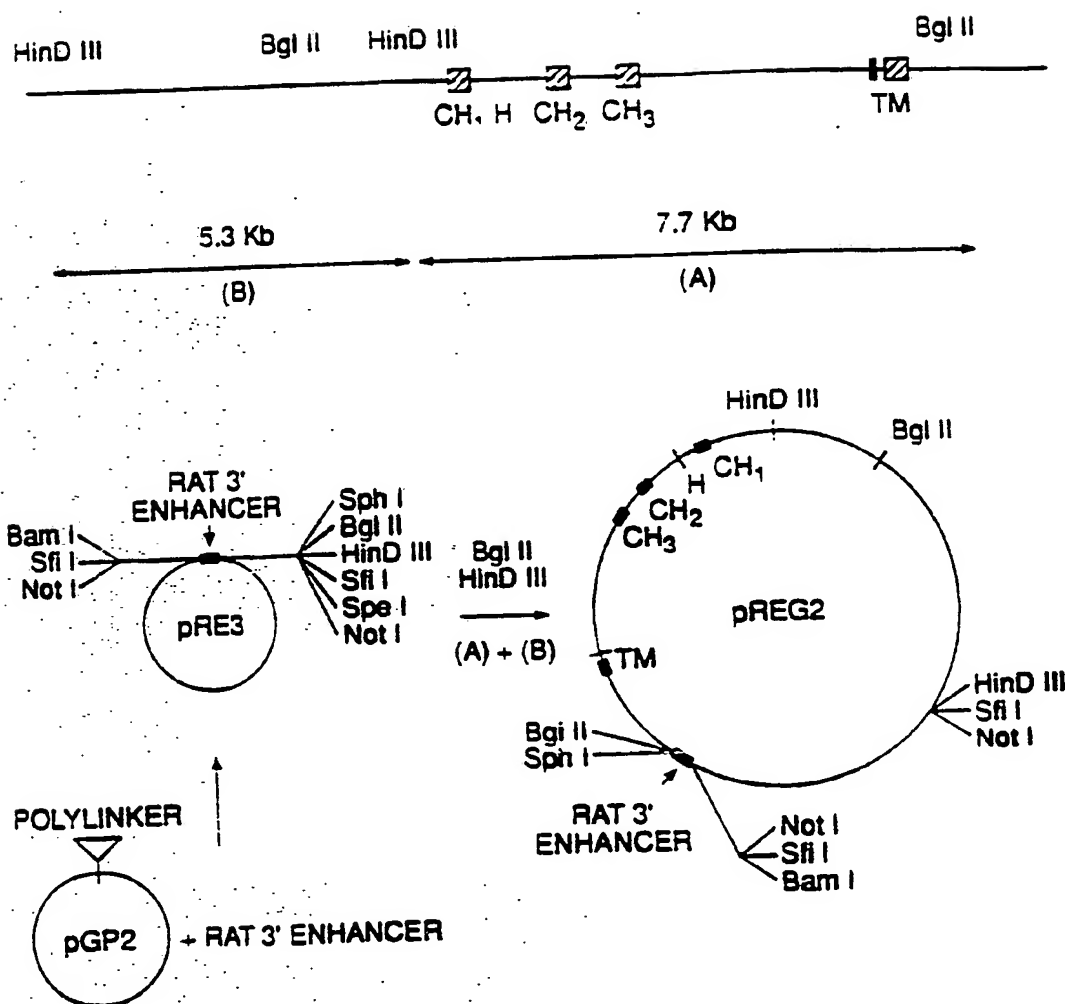 HinD III Bgl II HinD III Bgl II
CH₁ H CH₂ CH₃ TM
5.3 Kb 7.7 Kb
(B) (A)
RAT 3'
ENHANCER
Bam I
Sfi I
Not I
Sph I
Bgl II
HinD III
Sfi I
Spe I
Not I
pRE3
Bgl II
HinD III
(A) + (B)
HinD III
Bgl II
CH₁
H
CH₂
CH₃
pREG2
TM
Bgl II
Sph I
HinD III
Sfi I
Not I
RAT 3'
ENHANCER
Not I
Sfi I
Bam I
POLYLINKER
pGP2
+ RAT 3' ENHANCER